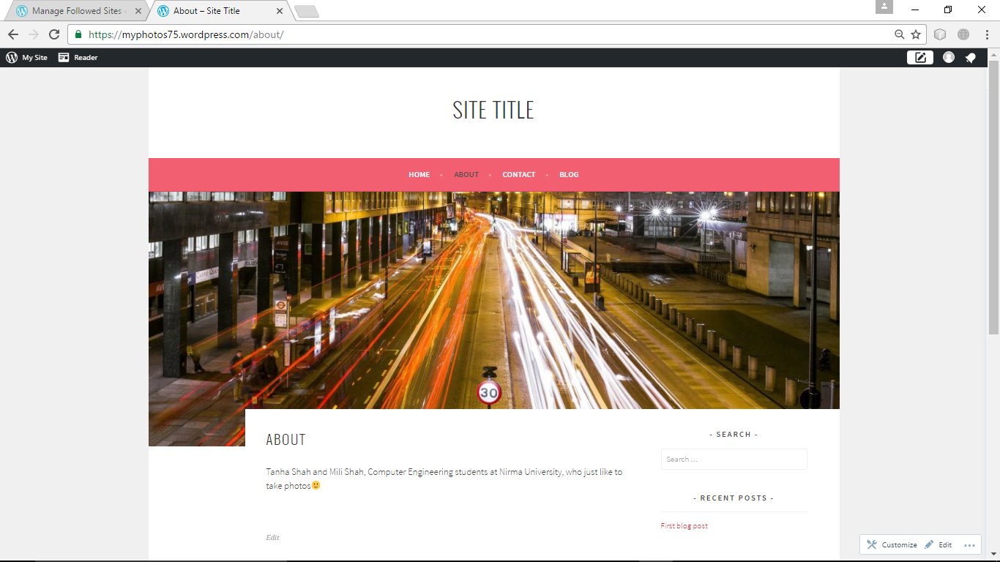 Manage Followed Sites
About – Site Title
https://myphotos75.wordpress.com/about/
My Site
Reader
SITE TITLE
HOME
ABOUT
CONTACT
BLOG
AVIS
30
ABOUT
Tanha Shah and Mili Shah, Computer Engineering students at Nirma University, who just like to
take photos🙂
Edit
- SEARCH -
Search …
- RECENT POSTS -
First blog post
Customize
Edit